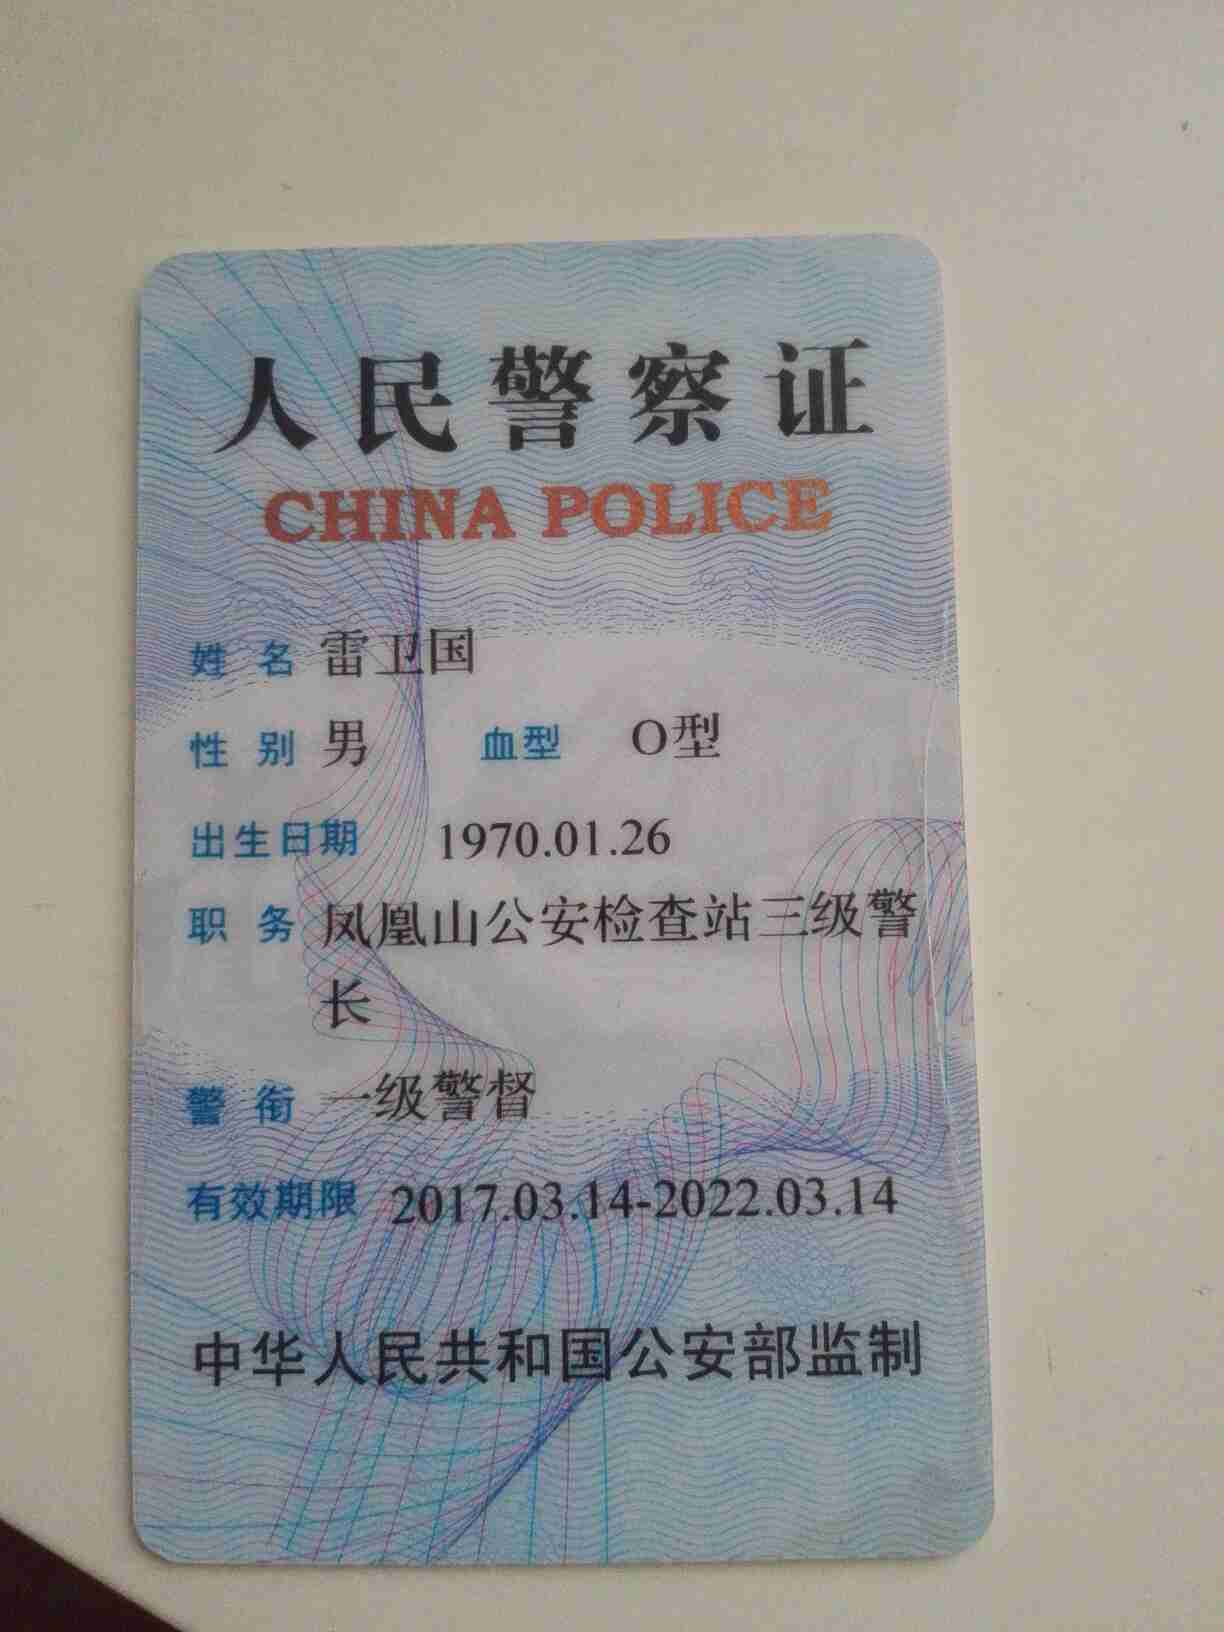 人民警察证
CHINA POLICE
姓 名 雷卫国
性 别 男 血型 O型
出生日期 1970.01.26
职 务 凤凰山公安检查站三级警
长
警 衔 一级警督
有效期限 2017.03.14-2022.03.14
中华人民共和国公安部监制